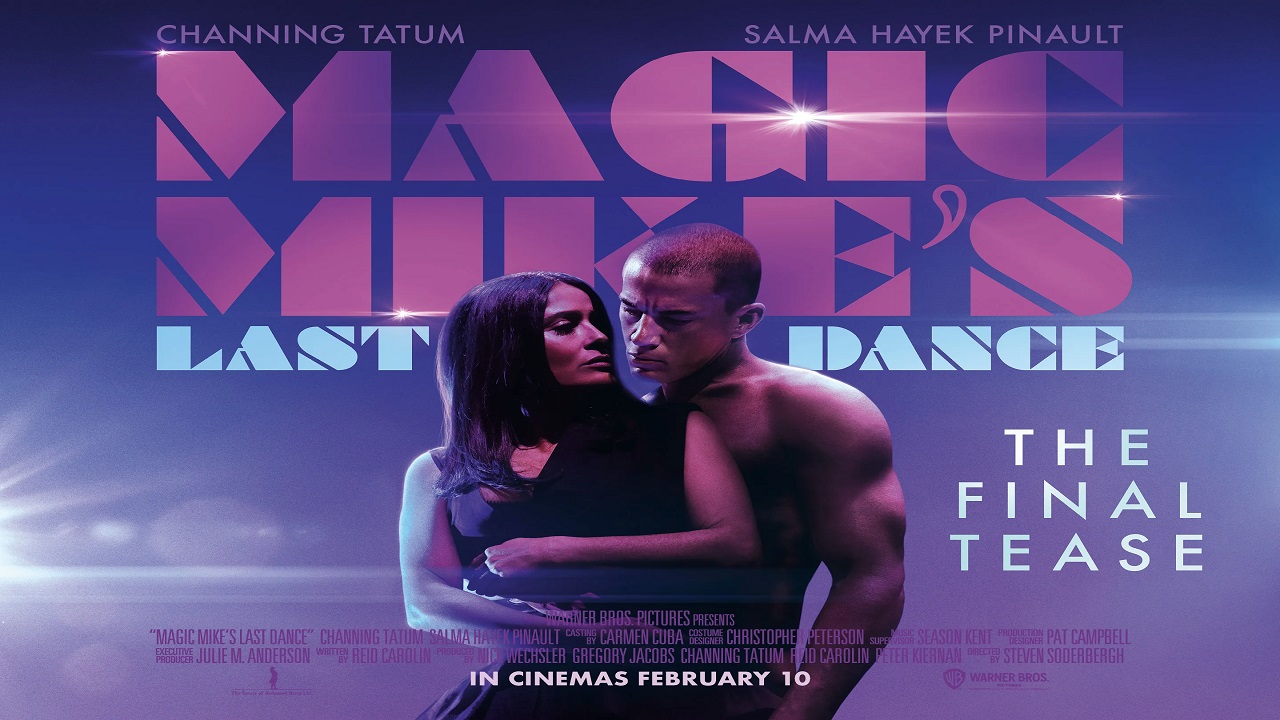 CHANNING TATUM SALMA HAYEK PINAULT
MAGIC
MIKE'S
LAST DANCE
THE
FINAL
TEASE
WARNER BROS. PICTURES PRESENTS
"MAGIC MIKE'S LAST DANCE" CHANNING TATUM SALMA HAYEK PINAULT CASTING BY CARMEN CUBA COSTUME DESIGNER CHRISTOPHER PETERSON MUSIC SUPERVISOR SEASON KENT PRODUCTION DESIGNER PAT CAMPBELL
EXECUTIVE PRODUCER JULIE M. ANDERSON WRITTEN BY REID CAROLIN PRODUCED BY NICK WECHSLER GREGORY JACOBS CHANNING TATUM REID CAROLIN PETER KIERNAN DIRECTED BY STEVEN SODERBERGH
IN CINEMAS FEBRUARY 10
WB WARNER BROS.